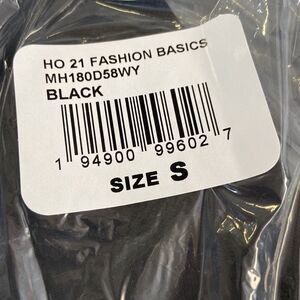 HO 21 FASHION BASICS
MH180D58WY
BLACK
1 94900 99602 7
SIZE S